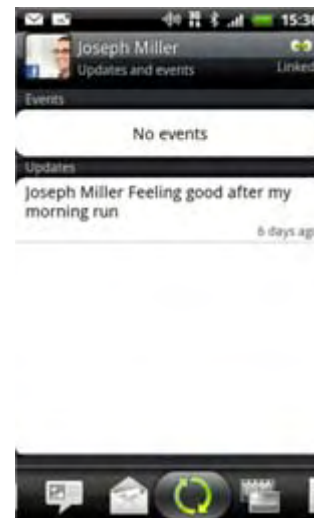 15:36
Joseph Miller
Updates and events
Linked
Events
No events
Updates
Joseph Miller Feeling good after my
morning run
6 days ago